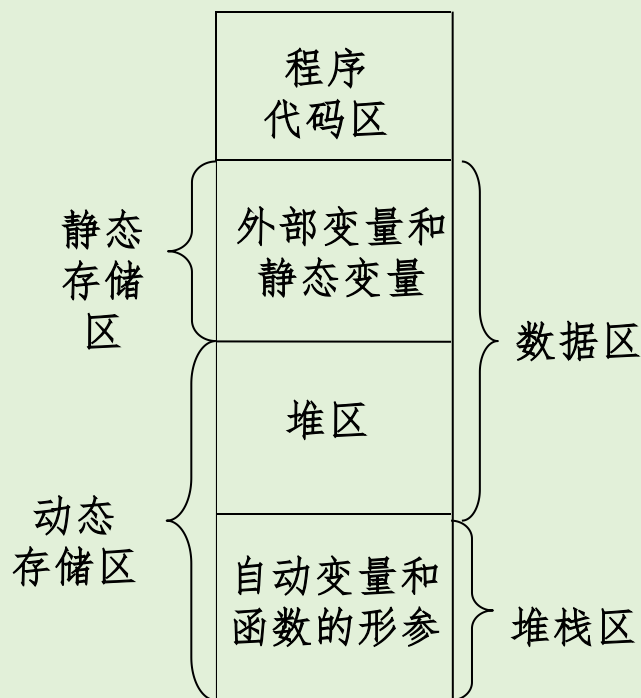 程序
代码区
静态
存储
区
外部变量和
静态变量
数据区
堆区
动态
存储区
自动变量和
函数的形参
堆栈区